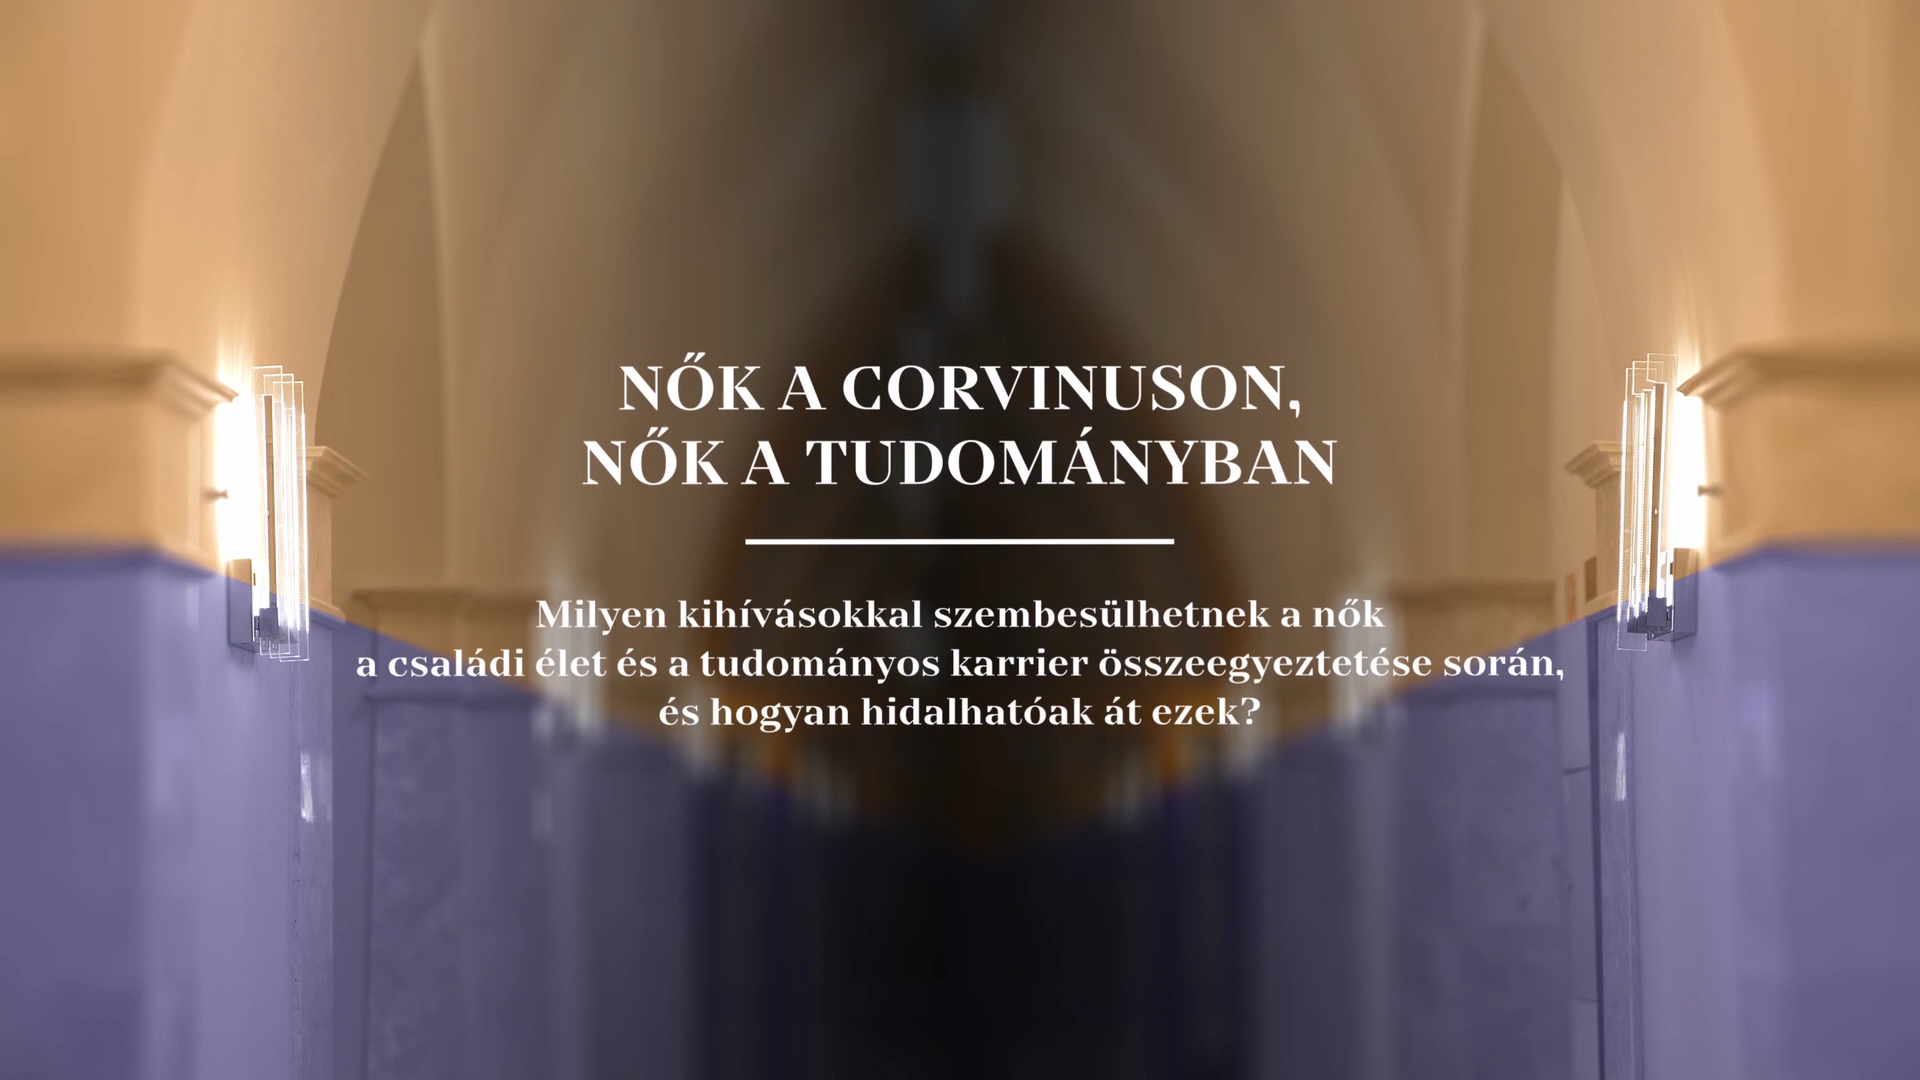 NŐK A CORVINUSON,
NŐK A TUDOMÁNYBAN
Milyen kihívásokkal szembesülhetnek a nők
a családi élet és a tudományos karrier összeegyeztetése során,
és hogyan hidalhatóak át ezek?